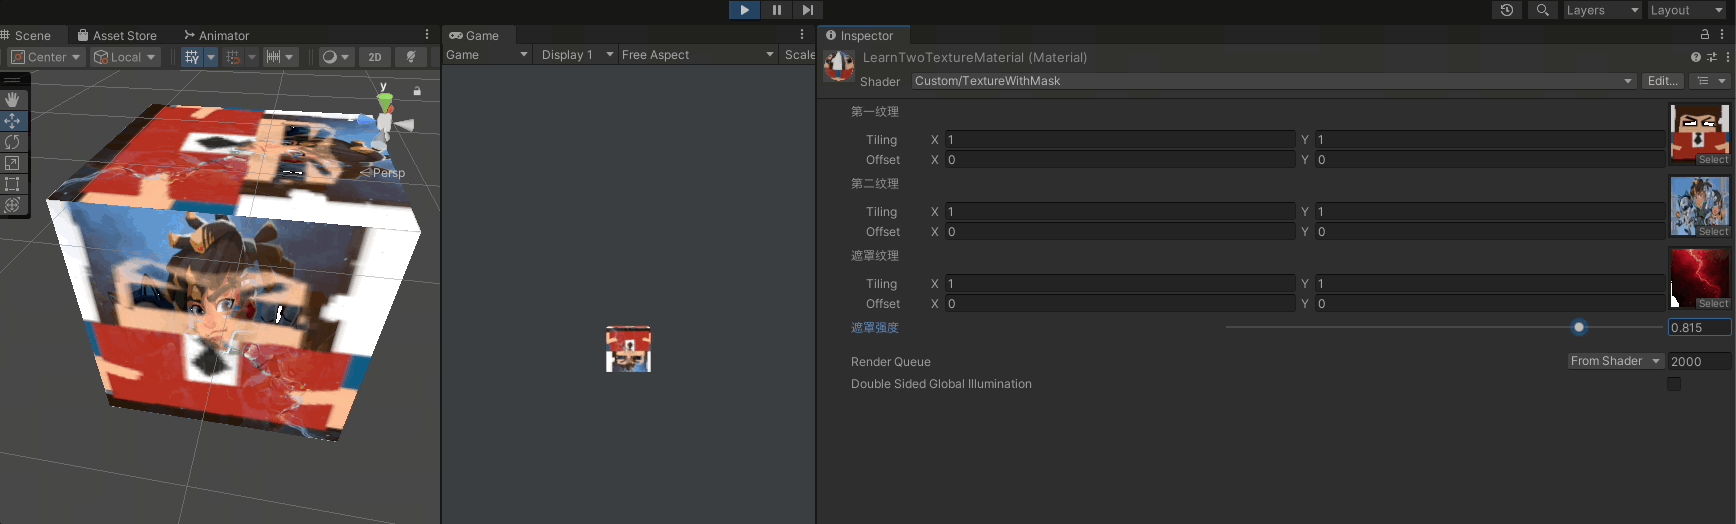 Layers
Layout
Scene
Asset Store
Animator
Game
Inspector
Center
Local
2D
Game
Display 1
Free Aspect
Scale
LearnTwoTextureMaterial (Material)
Shader
Custom/TextureWithMask
Edit...
y
Persp
第一纹理
Tiling X 1 Y 1
Offset X 0 Y 0
Select
第二纹理
Tiling X 1 Y 1
Offset X 0 Y 0
Select
遮罩纹理
Tiling X 1 Y 1
Offset X 0 Y 0
Select
遮罩强度 0.815
Render Queue From Shader 2000
Double Sided Global Illumination